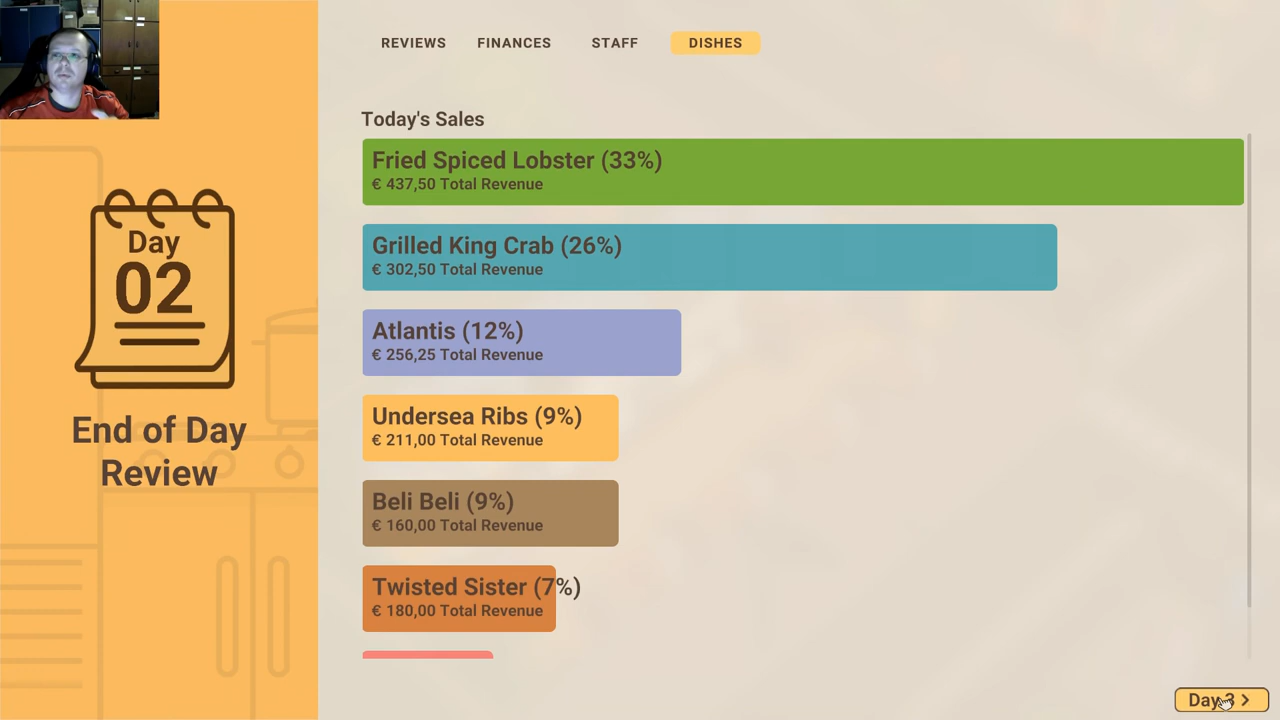 REVIEWS FINANCES STAFF DISHES
Today's Sales
Fried Spiced Lobster (33%)
€ 437,50 Total Revenue
Grilled King Crab (26%)
€ 302,50 Total Revenue
Atlantis (12%)
€ 256,25 Total Revenue
Undersea Ribs (9%)
€ 211,00 Total Revenue
Beli Beli (9%)
€ 160,00 Total Revenue
Twisted Sister (7%)
€ 180,00 Total Revenue
Day
02
End of Day
Review
Day 3